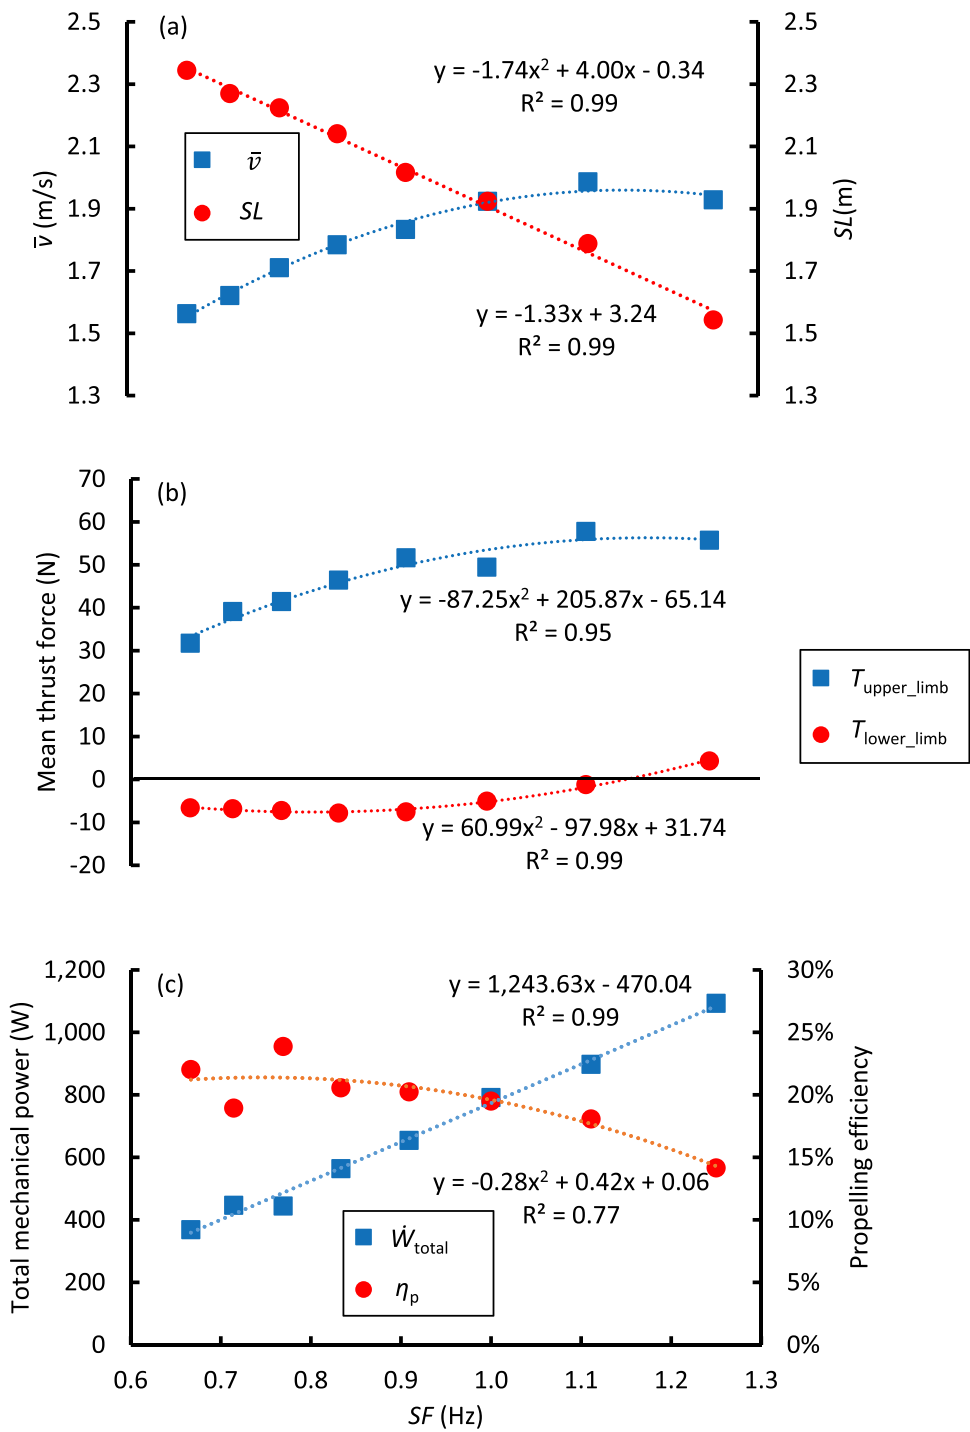 (a)
2.5
2.3
2.1
1.9
1.7
1.5
1.3
v̄ (m/s)
y = -1.74x² + 4.00x - 0.34
R² = 0.99
v̄
SL
y = -1.33x + 3.24
R² = 0.99
2.5
2.3
2.1
1.9
1.7
1.5
1.3
SL(m)
(b)
70
60
50
40
30
20
10
0
-10
-20
Mean thrust force (N)
y = -87.25x² + 205.87x - 65.14
R² = 0.95
y = 60.99x² - 97.98x + 31.74
R² = 0.99
T upper_limb
T lower_limb
(c)
1,200
1,000
800
600
400
200
0
Total mechanical power (W)
y = 1,243.63x - 470.04
R² = 0.99
y = -0.28x² + 0.42x + 0.06
R² = 0.77
Ẇ total
η p
30%
25%
20%
15%
10%
5%
0%
Propelling efficiency
0.6 0.7 0.8 0.9 1.0 1.1 1.2 1.3
SF (Hz)